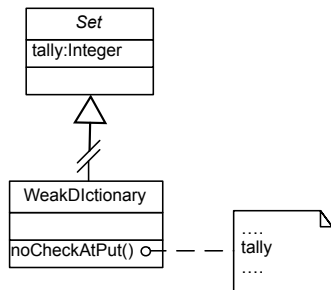 Set
tally:Integer
WeakDIctionary
noCheckAtPut()
....
tally
....